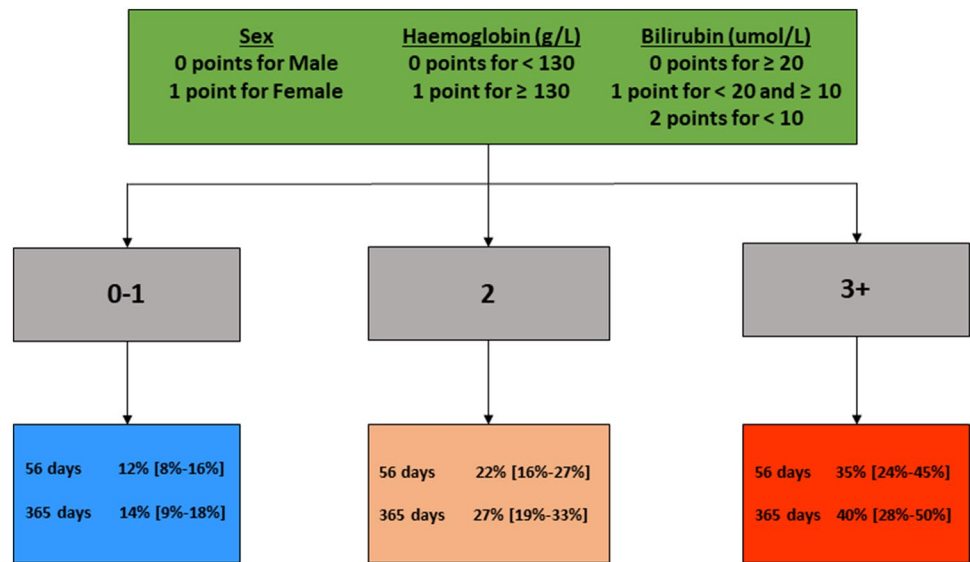 Sex
0 points for Male
1 point for Female
Haemoglobin (g/L)
0 points for < 130
1 point for ≥ 130
Bilirubin (umol/L)
0 points for ≥ 20
1 point for < 20 and ≥ 10
2 points for < 10
0-1
2
3+
56 days 12% [8%-16%]
365 days 14% [9%-18%]
56 days 22% [16%-27%]
365 days 27% [19%-33%]
56 days 35% [24%-45%]
365 days 40% [28%-50%]